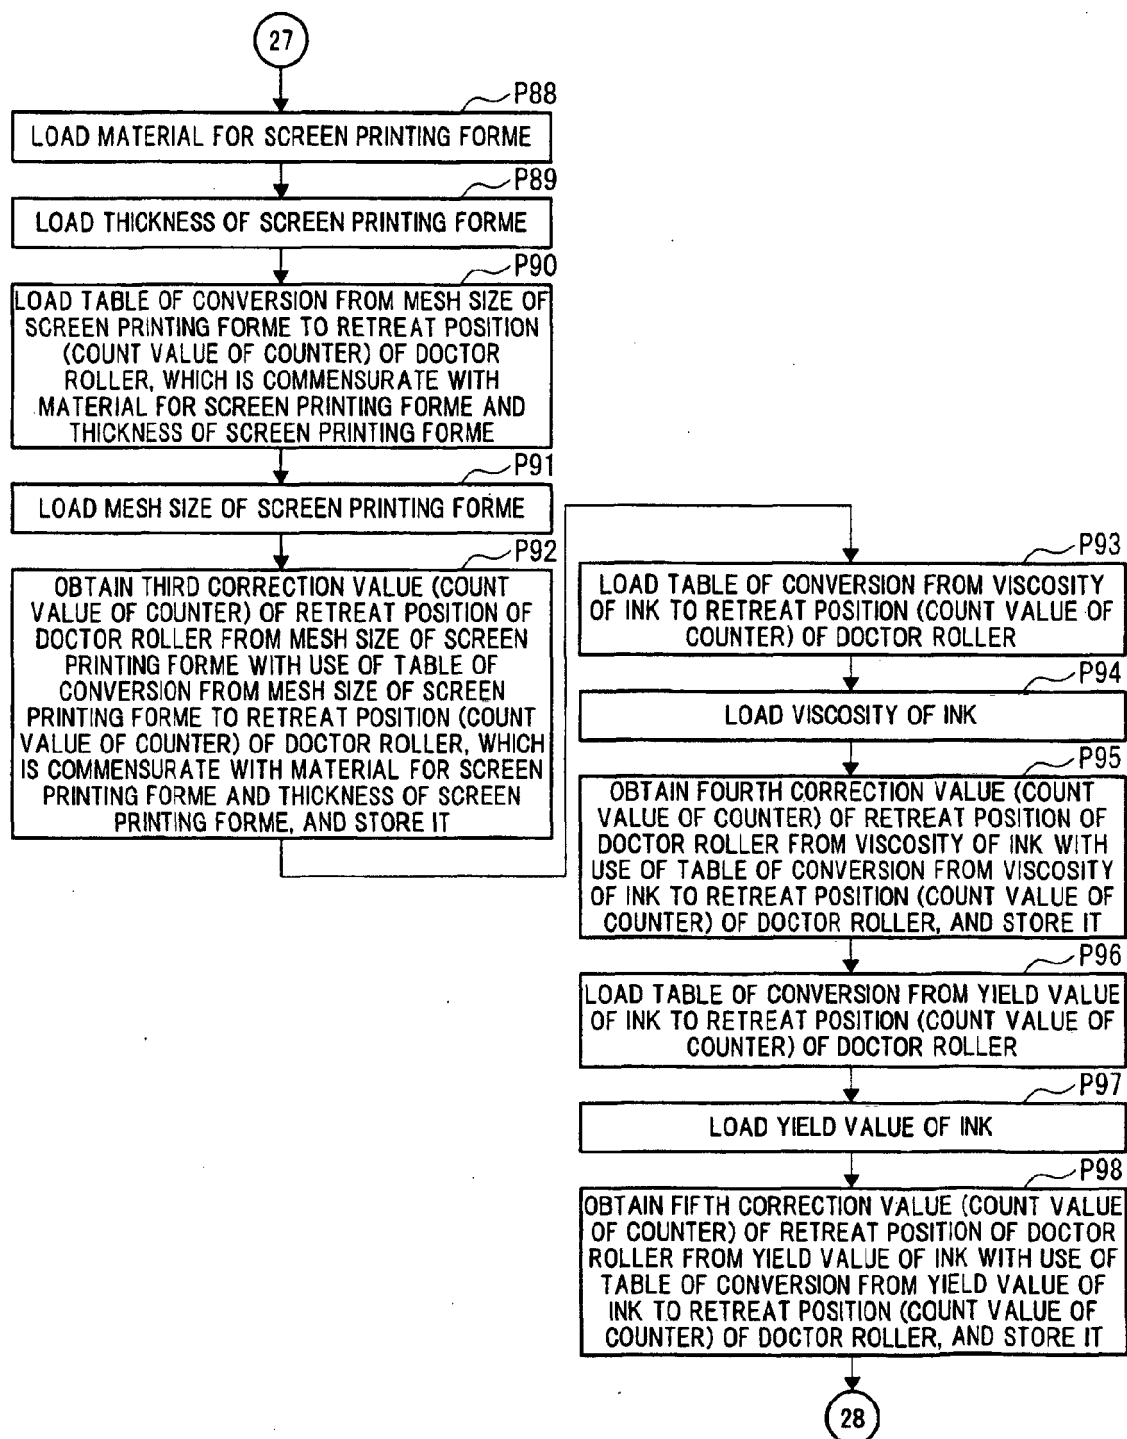 27
P88
LOAD MATERIAL FOR SCREEN PRINTING FORME
P89
LOAD THICKNESS OF SCREEN PRINTING FORME
P90
LOAD TABLE OF CONVERSION FROM MESH SIZE OF
SCREEN PRINTING FORME TO RETREAT POSITION
(COUNT VALUE OF COUNTER) OF DOCTOR
ROLLER, WHICH IS COMMENSURATE WITH
MATERIAL FOR SCREEN PRINTING FORME AND
THICKNESS OF SCREEN PRINTING FORME
P91
LOAD MESH SIZE OF SCREEN PRINTING FORME
P92
OBTAIN THIRD CORRECTION VALUE (COUNT
VALUE OF COUNTER) OF RETREAT POSITION OF
DOCTOR ROLLER FROM MESH SIZE OF SCREEN
PRINTING FORME WITH USE OF TABLE OF
CONVERSION FROM MESH SIZE OF SCREEN
PRINTING FORME TO RETREAT POSITION (COUNT
VALUE OF COUNTER) OF DOCTOR ROLLER, WHICH
IS COMMENSURATE WITH MATERIAL FOR SCREEN
PRINTING FORME AND THICKNESS OF SCREEN
PRINTING FORME, AND STORE IT
P93
LOAD TABLE OF CONVERSION FROM VISCOSITY
OF INK TO RETREAT POSITION (COUNT VALUE OF
COUNTER) OF DOCTOR ROLLER
P94
LOAD VISCOSITY OF INK
P95
OBTAIN FOURTH CORRECTION VALUE (COUNT
VALUE OF COUNTER) OF RETREAT POSITION OF
DOCTOR ROLLER FROM VISCOSITY OF INK WITH
USE OF TABLE OF CONVERSION FROM VISCOSITY
OF INK TO RETREAT POSITION (COUNT VALUE OF
COUNTER) OF DOCTOR ROLLER, AND STORE IT
P96
LOAD TABLE OF CONVERSION FROM YIELD VALUE
OF INK TO RETREAT POSITION (COUNT VALUE OF
COUNTER) OF DOCTOR ROLLER
P97
LOAD YIELD VALUE OF INK
P98
OBTAIN FIFTH CORRECTION VALUE (COUNT VALUE
OF COUNTER) OF RETREAT POSITION OF DOCTOR
ROLLER FROM YIELD VALUE OF INK WITH USE OF
TABLE OF CONVERSION FROM YIELD VALUE OF
INK TO RETREAT POSITION (COUNT VALUE OF
COUNTER) OF DOCTOR ROLLER, AND STORE IT
28